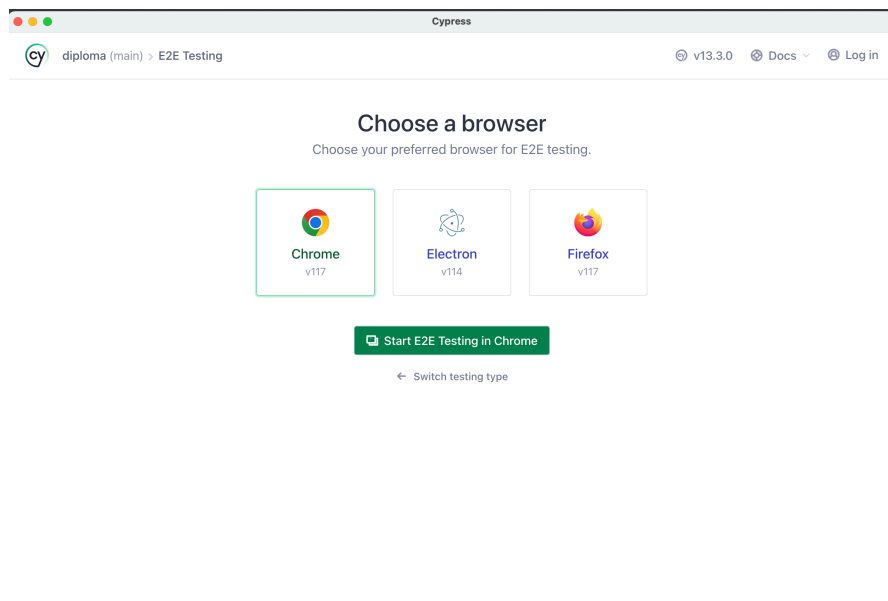 Cypress
cy diploma (main) > E2E Testing
cy v13.3.0 Docs Log in
Choose a browser
Choose your preferred browser for E2E testing.
Chrome Electron Firefox
v117 v114 v117
Start E2E Testing in Chrome
← Switch testing type